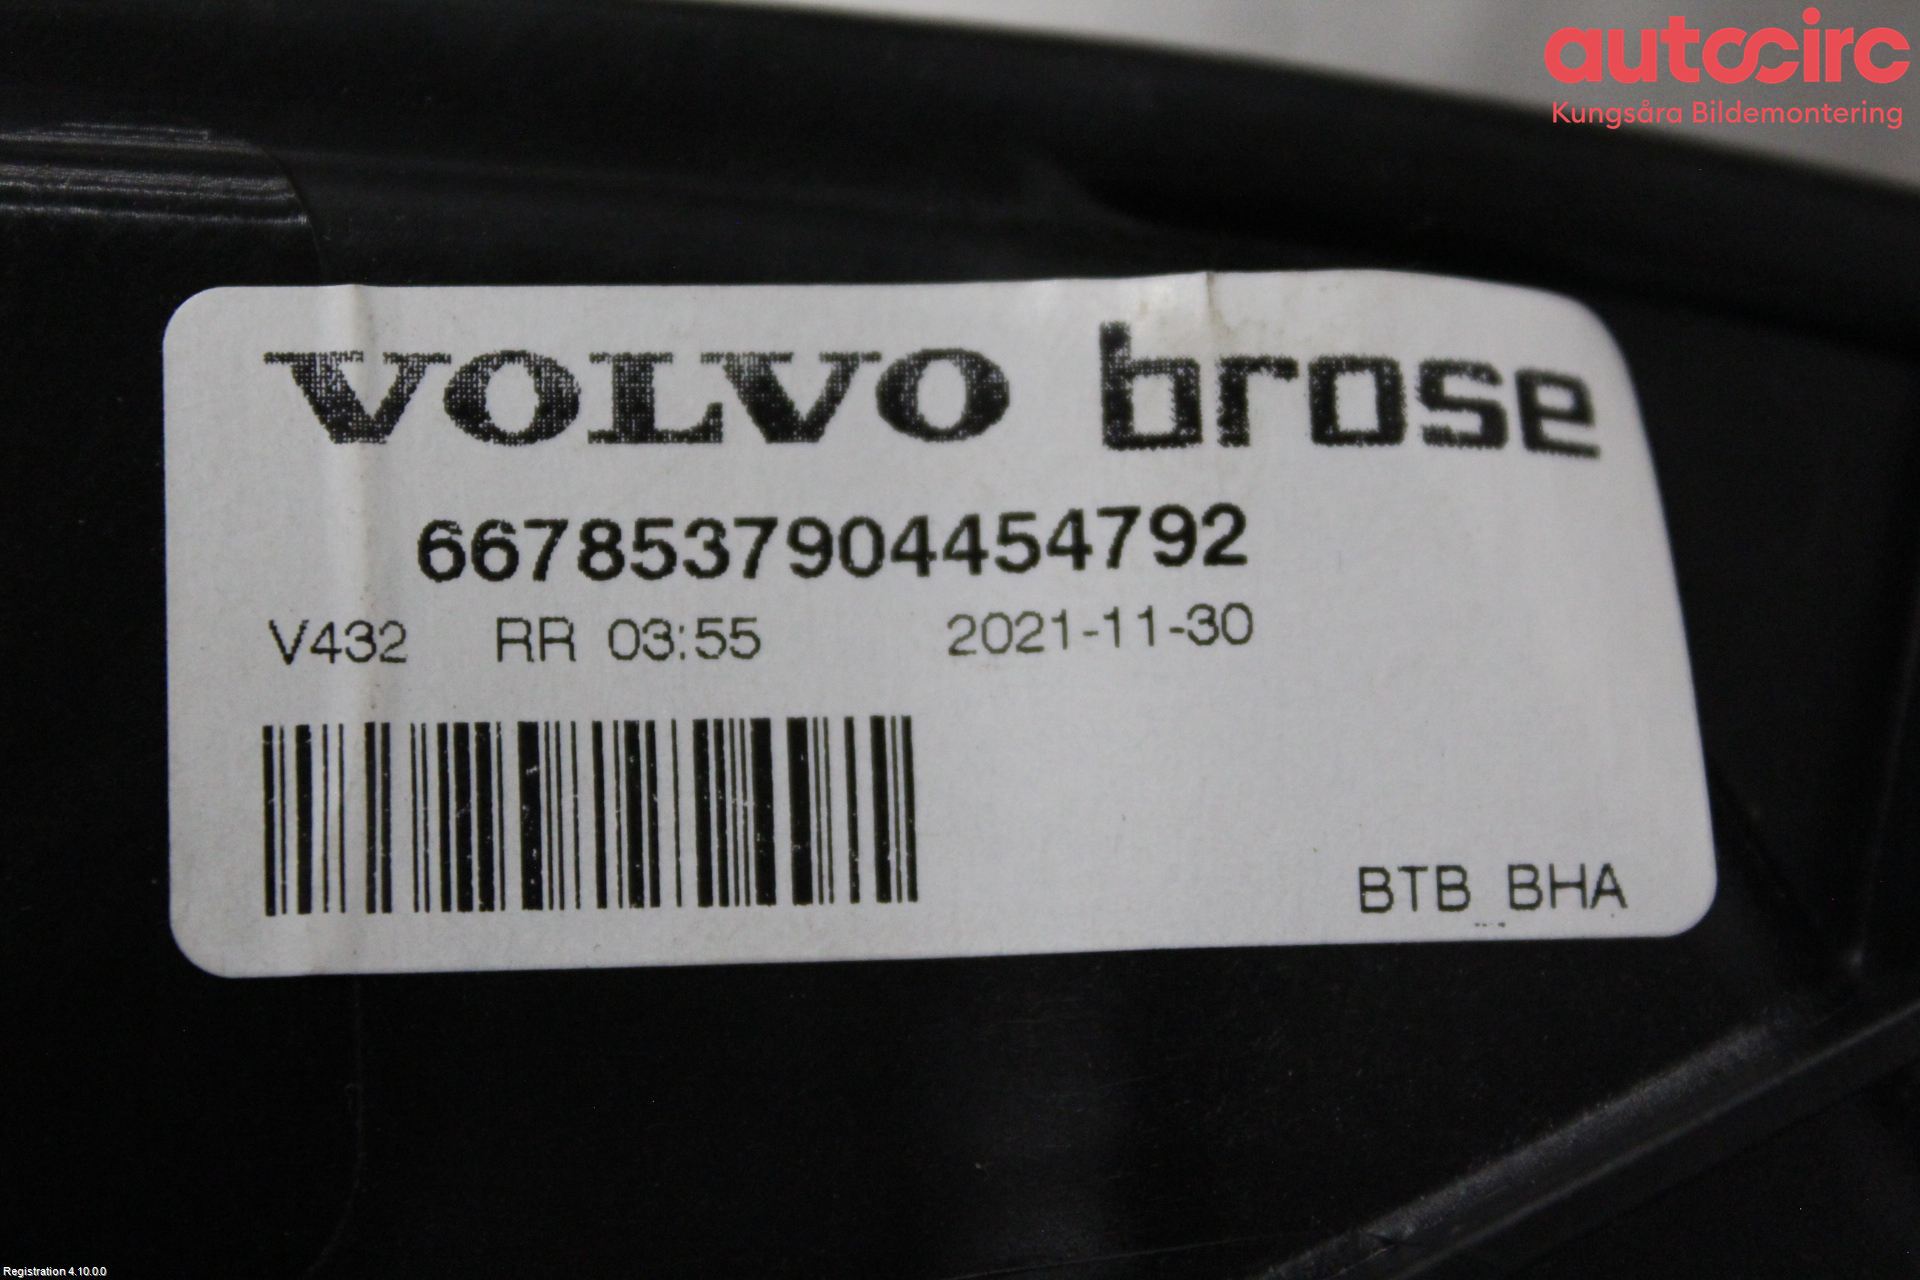 autocirc
Kungsåra Bildemontering
VOLVO brose
6678537904454792
V432 RR 03:55 2021-11-30
BTB BHA
Registration 4.10.0.0